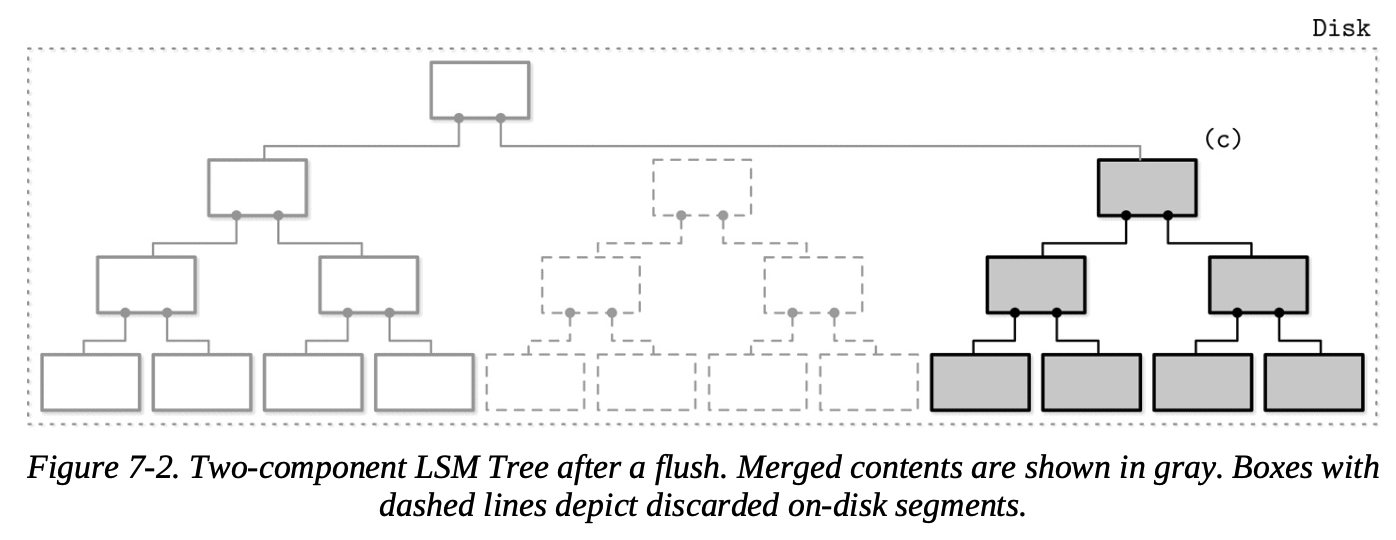 Disk
(c)
Figure 7-2. Two-component LSM Tree after a flush. Merged contents are shown in gray. Boxes with
dashed lines depict discarded on-disk segments.